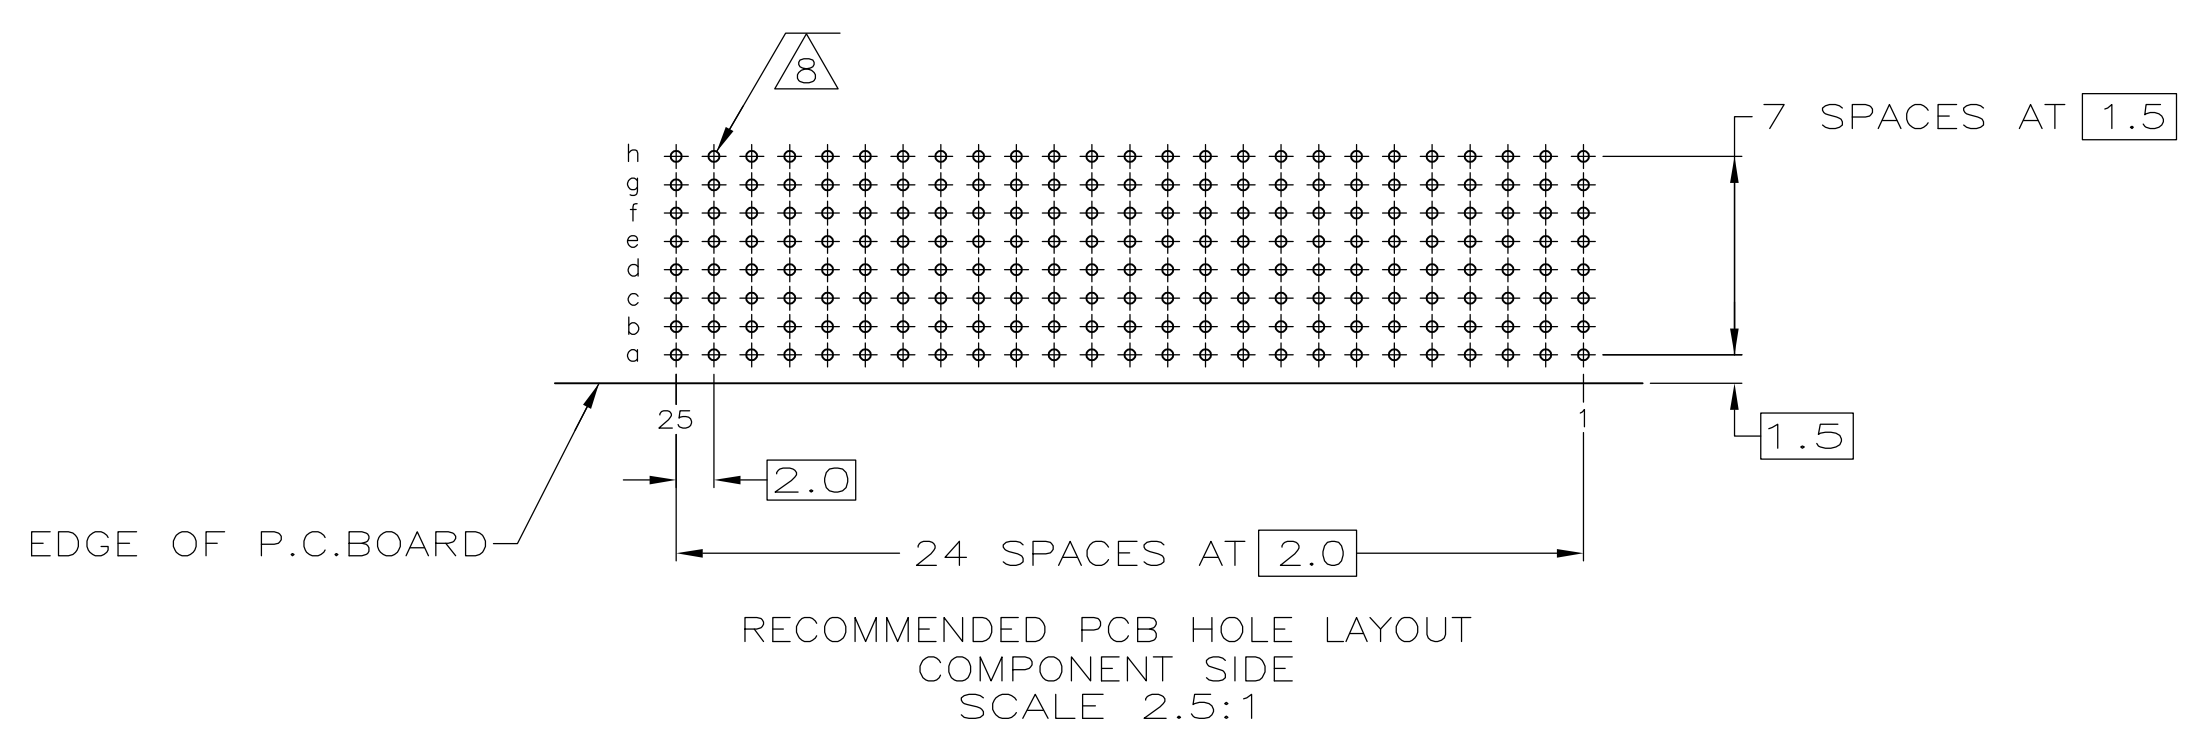 8
7 SPACES AT 1.5
h
g
f
e
d
c
b
a
25
1
1.5
2.0
EDGE OF P.C.BOARD
24 SPACES AT 2.0
RECOMMENDED PCB HOLE LAYOUT
COMPONENT SIDE
SCALE 2.5:1